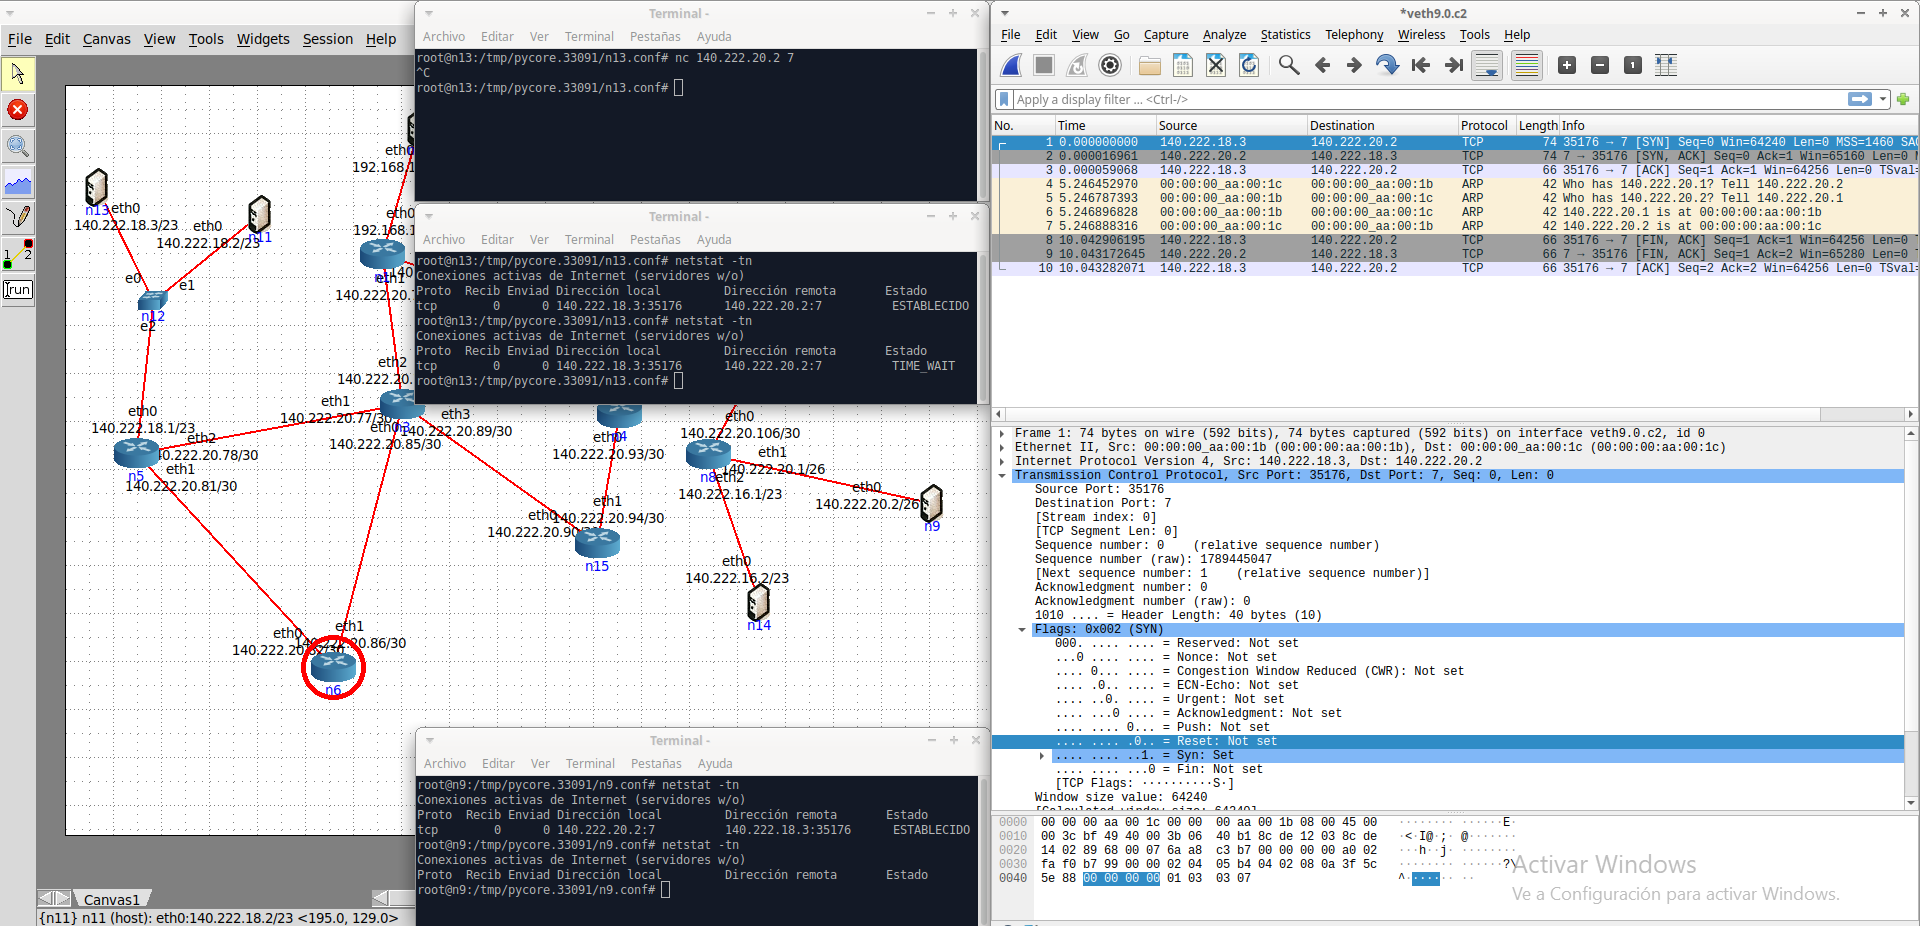 File Edit Canvas View Tools Widgets Session Help
eth0
192.168.1
n13
eth0
140.222.18.3/23
eth0
140.222.18.2/23
n11
eth0
192.168.1
e0
e1
n12
e2
eth1
140.222.20.
eth2
140.222.20.
eth1
140.222.20.77/30
eth0
140.222.18.1/23
eth2
140.222.20.78/30
n5
eth1
140.222.20.81/30
n3
eth3
140.222.20.89/30
eth0
140.222.20.85/30
n4
eth0
140.222.20.93/30
eth0
140.222.20.106/30
eth1
140.222.20.1/26
n8
eth2
140.222.16.1/23
eth0
140.222.20.2/26
n9
eth1
140.222.20.94/30
eth0
140.222.20.90
n15
eth0
140.222.16.2/23
n14
eth1
.20.86/30
eth0
140.222.20.82/30
n6
run
Canvas1
{n11} n11 (host): eth0:140.222.18.2/23 <195.0, 129.0>
Terminal -
Archivo Editar Ver Terminal Pestañas Ayuda
root@n13:/tmp/pycore.33091/n13.conf# nc 140.222.20.2 7
^C
root@n13:/tmp/pycore.33091/n13.conf#
Terminal -
Archivo Editar Ver Terminal Pestañas Ayuda
root@n13:/tmp/pycore.33091/n13.conf# netstat -tn
Conexiones activas de Internet (servidores w/o)
Proto Recib Enviad Dirección local Dirección remota Estado
tcp 0 0 140.222.18.3:35176 140.222.20.2:7 ESTABLECIDO
root@n13:/tmp/pycore.33091/n13.conf# netstat -tn
Conexiones activas de Internet (servidores w/o)
Proto Recib Enviad Dirección local Dirección remota Estado
tcp 0 0 140.222.18.3:35176 140.222.20.2:7 TIME_WAIT
root@n13:/tmp/pycore.33091/n13.conf#
Terminal -
Archivo Editar Ver Terminal Pestañas Ayuda
root@n9:/tmp/pycore.33091/n9.conf# netstat -tn
Conexiones activas de Internet (servidores w/o)
Proto Recib Enviad Dirección local Dirección remota Estado
tcp 0 0 140.222.20.2:7 140.222.18.3:35176 ESTABLECIDO
root@n9:/tmp/pycore.33091/n9.conf# netstat -tn
Conexiones activas de Internet (servidores w/o)
Proto Recib Enviad Dirección local Dirección remota Estado
root@n9:/tmp/pycore.33091/n9.conf#
*veth9.0.c2
File Edit View Go Capture Analyze Statistics Telephony Wireless Tools Help
Apply a display filter ... <Ctrl-/>
No. Time Source Destination Protocol Length Info
1 0.000000000 140.222.18.3 140.222.20.2 TCP 74 35176 → 7 [SYN] Seq=0 Win=64240 Len=0 MSS=1460 SAC
2 0.000016961 140.222.20.2 140.222.18.3 TCP 74 7 → 35176 [SYN, ACK] Seq=0 Ack=1 Win=65160 Len=0 M
3 0.000059068 140.222.18.3 140.222.20.2 TCP 66 35176 → 7 [ACK] Seq=1 Ack=1 Win=64256 Len=0 TSval=
4 5.246452970 00:00:00_aa:00:1c 00:00:00_aa:00:1b ARP 42 Who has 140.222.20.1? Tell 140.222.20.2
5 5.246787393 00:00:00_aa:00:1b 00:00:00_aa:00:1c ARP 42 Who has 140.222.20.2? Tell 140.222.20.1
6 5.246896828 00:00:00_aa:00:1b 00:00:00_aa:00:1c ARP 42 140.222.20.1 is at 00:00:00:aa:00:1b
7 5.246888316 00:00:00_aa:00:1c 00:00:00_aa:00:1b ARP 42 140.222.20.2 is at 00:00:00:aa:00:1c
8 10.042906195 140.222.18.3 140.222.20.2 TCP 66 35176 → 7 [FIN, ACK] Seq=1 Ack=1 Win=64256 Len=0 T
9 10.043172645 140.222.20.2 140.222.18.3 TCP 66 7 → 35176 [FIN, ACK] Seq=1 Ack=2 Win=65280 Len=0 T
10 10.043282071 140.222.18.3 140.222.20.2 TCP 66 35176 → 7 [ACK] Seq=2 Ack=2 Win=64256 Len=0 TSval=
Frame 1: 74 bytes on wire (592 bits), 74 bytes captured (592 bits) on interface veth9.0.c2, id 0
Ethernet II, Src: 00:00:00_aa:00:1b (00:00:00:aa:00:1b), Dst: 00:00:00_aa:00:1c (00:00:00:aa:00:1c)
Internet Protocol Version 4, Src: 140.222.18.3, Dst: 140.222.20.2
Transmission Control Protocol, Src Port: 35176, Dst Port: 7, Seq: 0, Len: 0
Source Port: 35176
Destination Port: 7
[Stream index: 0]
[TCP Segment Len: 0]
Sequence number: 0 (relative sequence number)
Sequence number (raw): 1789445047
[Next sequence number: 1 (relative sequence number)]
Acknowledgment number: 0
Acknowledgment number (raw): 0
1010 .... = Header Length: 40 bytes (10)
Flags: 0x002 (SYN)
000. .... .... = Reserved: Not set
...0 .... .... = Nonce: Not set
.... 0... .... = Congestion Window Reduced (CWR): Not set
.... .0.. .... = ECN-Echo: Not set
.... ..0. .... = Urgent: Not set
.... ...0 .... = Acknowledgment: Not set
.... .... 0... = Push: Not set
.... .... .0.. = Reset: Not set
.... .... ..1. = Syn: Set
.... .... ...0 = Fin: Not set
[TCP Flags: ··········S·]
Window size value: 64240
[Calculated window size: 64240]
0000 00 00 00 aa 00 1c 00 00 00 aa 00 1b 08 00 45 00 ··············E·
0010 00 3c bf 49 40 00 3b 06 40 b1 8c de 12 03 8c de ·<·I@·;·@·······
0020 14 02 89 68 00 07 6a a8 c3 b7 00 00 00 00 a0 02 ···h··j·········
0030 fa f0 b7 99 00 00 02 04 05 b4 04 02 08 0a 3f 5c ··············?\
0040 5e 88 00 00 00 00 01 03 03 07 ^·········
Activar Windows
Ve a Configuración para activar Windows.